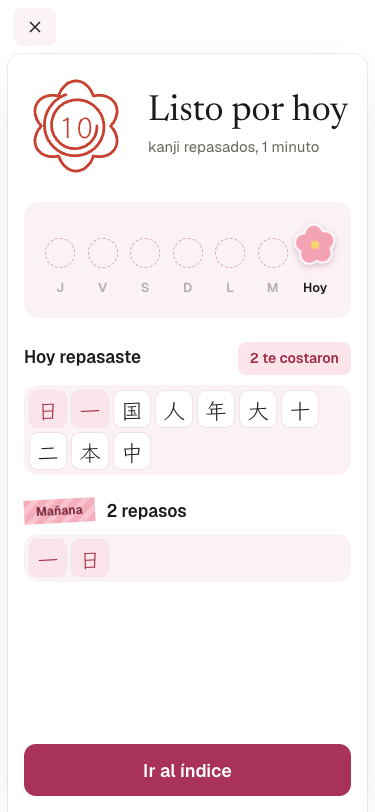 10
Listo por hoy
kanji repasados, 1 minuto
J V S D L M Hoy
Hoy repasaste
2 te costaron
日 一 国 人 年 大 十
二 本 中
Mañana 2 repasos
一 日
Ir al índice